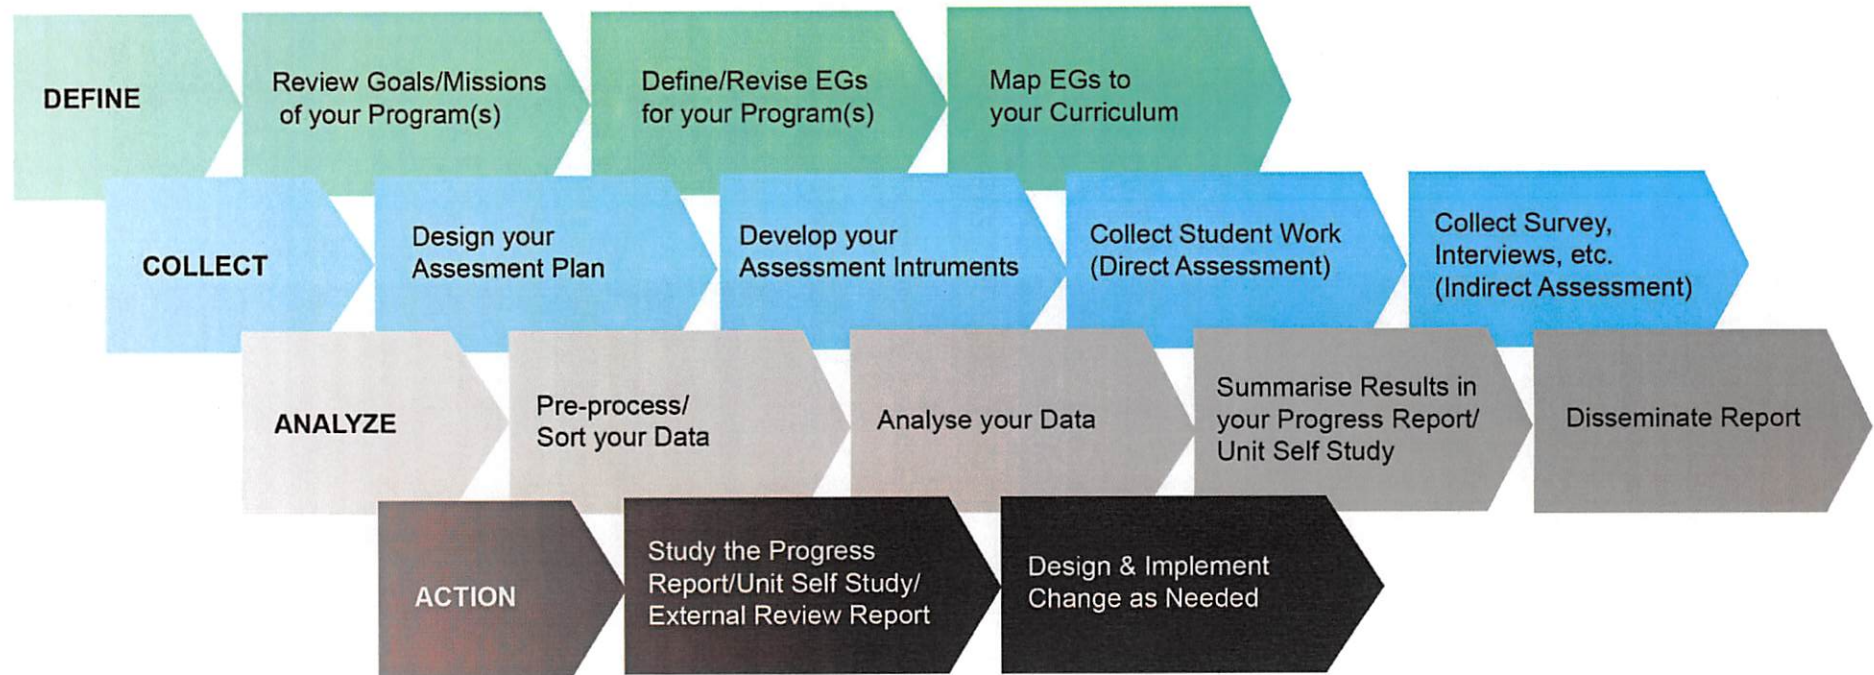 DEFINE
Review Goals/Missions
of your Program(s)
Define/Revise EGs
for your Program(s)
Map EGs to
your Curriculum
COLLECT
Design your
Assesment Plan
Develop your
Assessment Intruments
Collect Student Work
(Direct Assessment)
Collect Survey,
Interviews, etc.
(Indirect Assessment)
ANALYZE
Pre-process/
Sort your Data
Analyse your Data
Summarise Results in
your Progress Report/
Unit Self Study
Disseminate Report
ACTION
Study the Progress
Report/Unit Self Study/
External Review Report
Design & Implement
Change as Needed